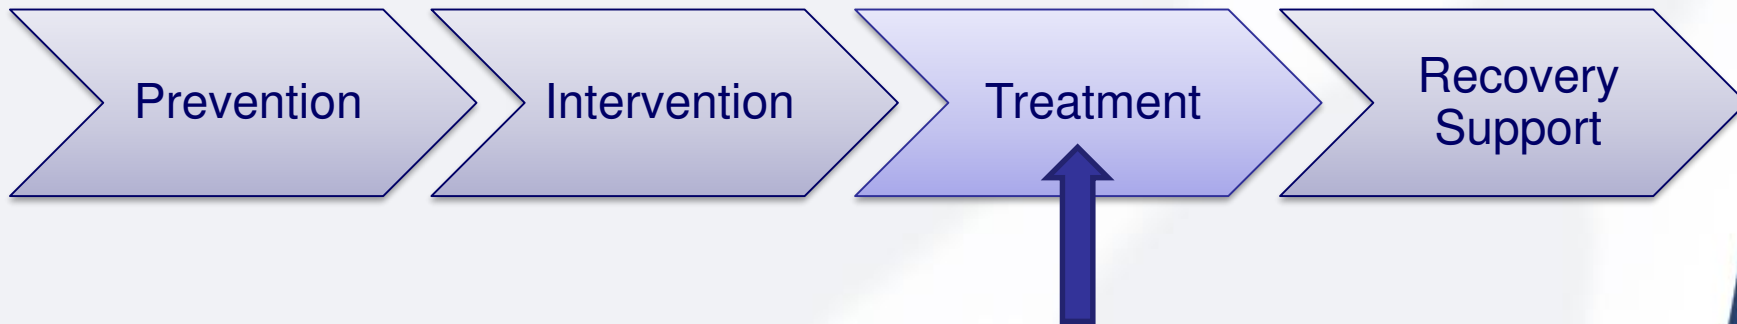 Prevention
Intervention
Treatment
Recovery
Support